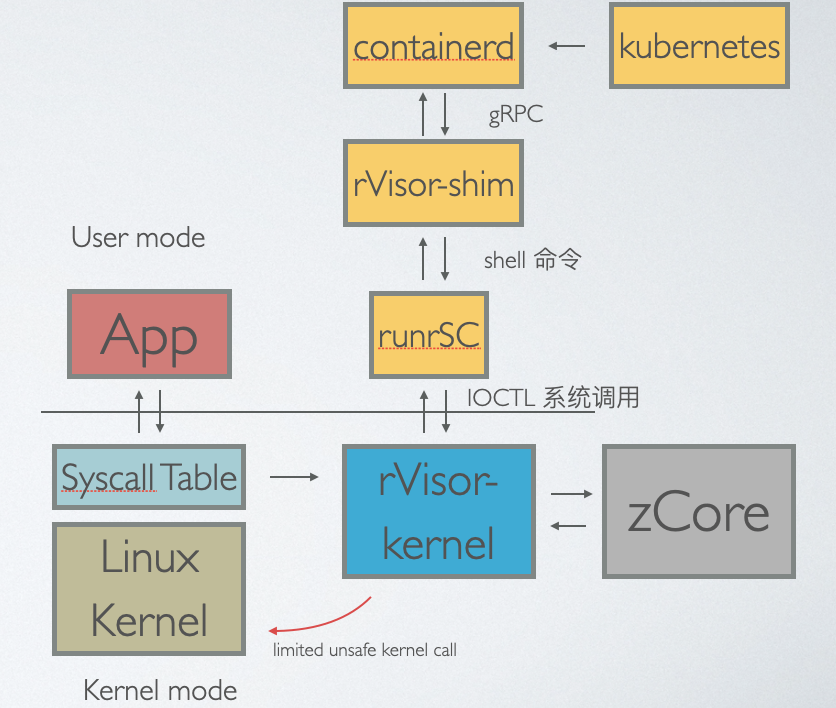 containerd
kubernetes
gRPC
rVisor-shim
User mode
shell 命令
App
runrSC
IOCTL 系统调用
Syscall Table
rVisor-
kernel
zCore
Linux
Kernel
limited unsafe kernel call
Kernel mode